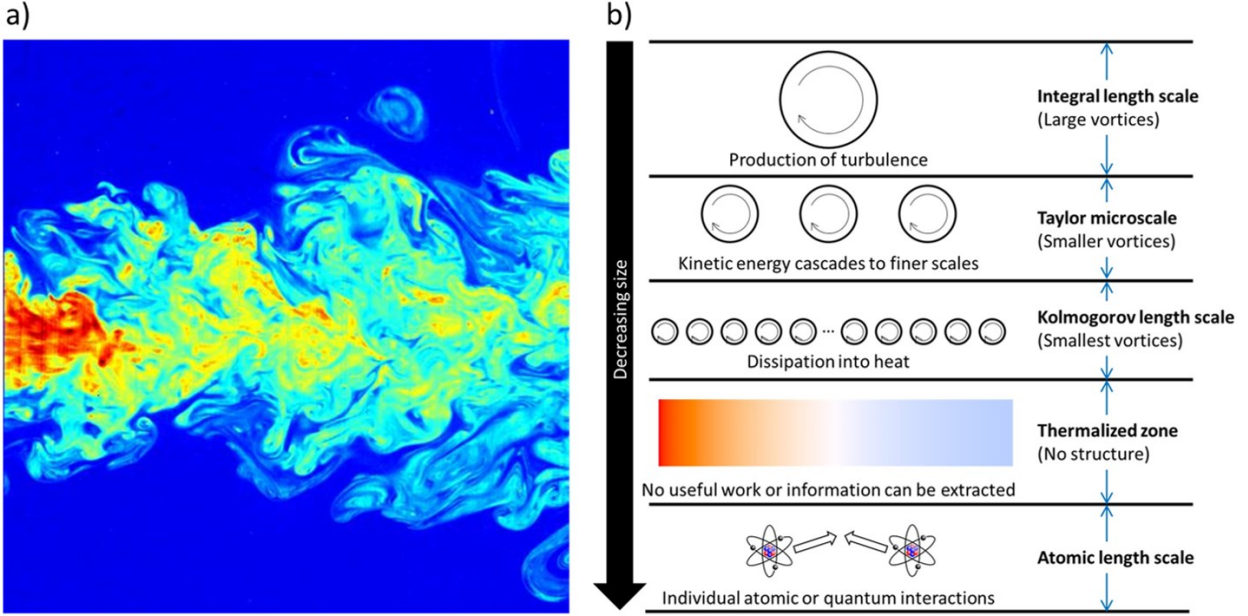 a)
b)
Decreasing size
Production of turbulence
Integral length scale
(Large vortices)
Kinetic energy cascades to finer scales
Taylor microscale
(Smaller vortices)
...
Dissipation into heat
Kolmogorov length scale
(Smallest vortices)
No useful work or information can be extracted
Thermalized zone
(No structure)
Individual atomic or quantum interactions
Atomic length scale